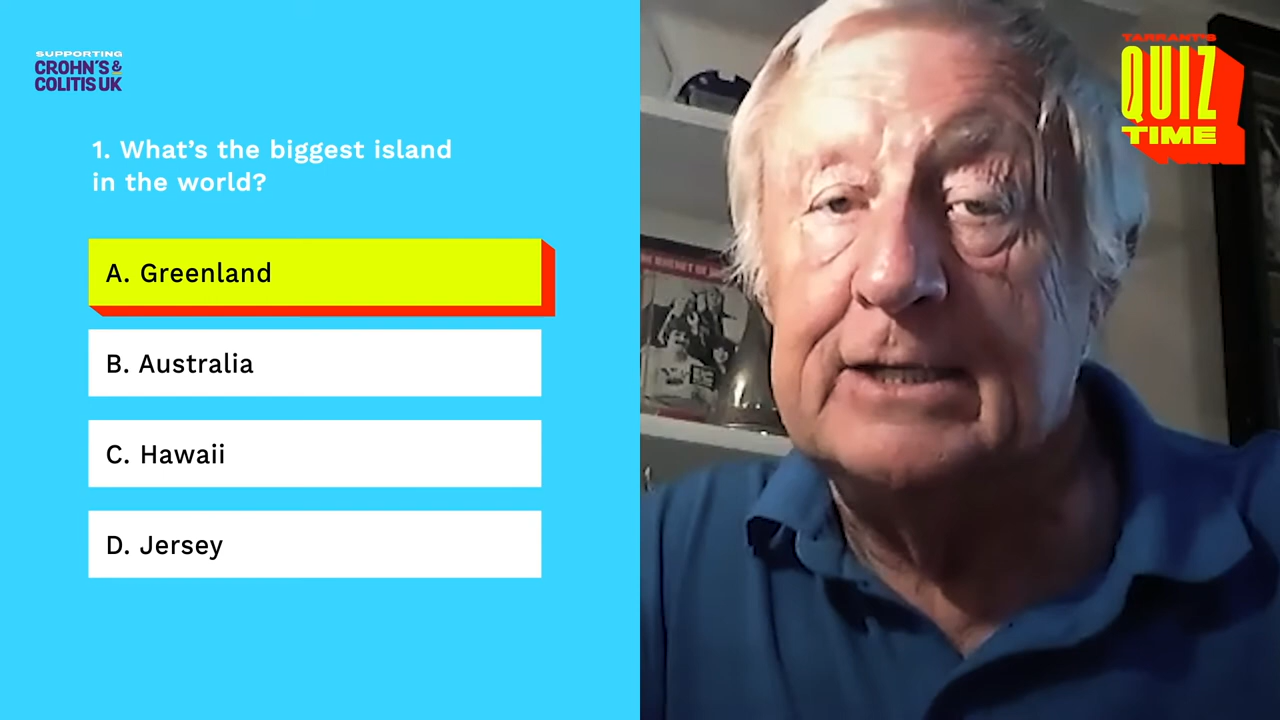 SUPPORTING
CROHN'S &
COLITIS UK
TARRANT'S
QUIZ
TIME
1. What's the biggest island
in the world?
A. Greenland
B. Australia
C. Hawaii
D. Jersey